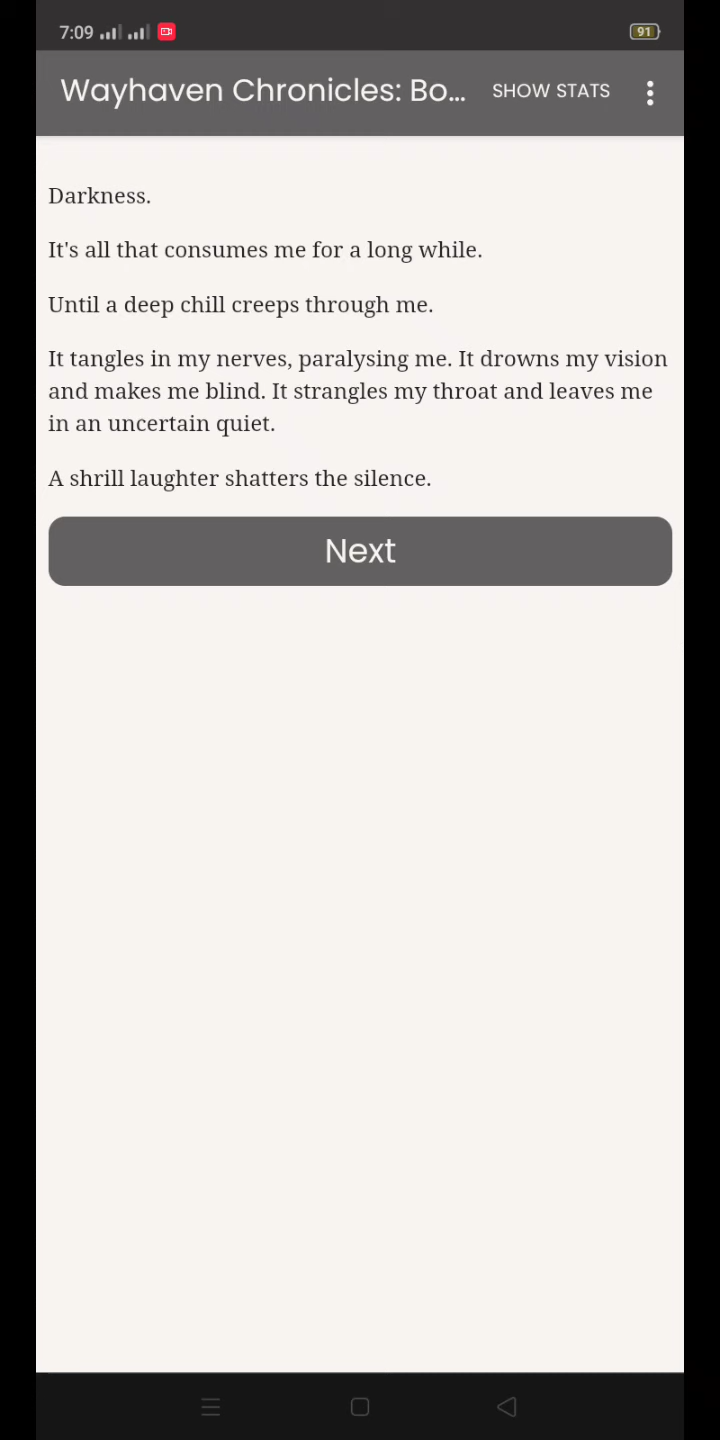 7:09
91
Wayhaven Chronicles: Bo... SHOW STATS
Darkness.
It's all that consumes me for a long while.
Until a deep chill creeps through me.
It tangles in my nerves, paralysing me. It drowns my vision
and makes me blind. It strangles my throat and leaves me
in an uncertain quiet.
A shrill laughter shatters the silence.
Next